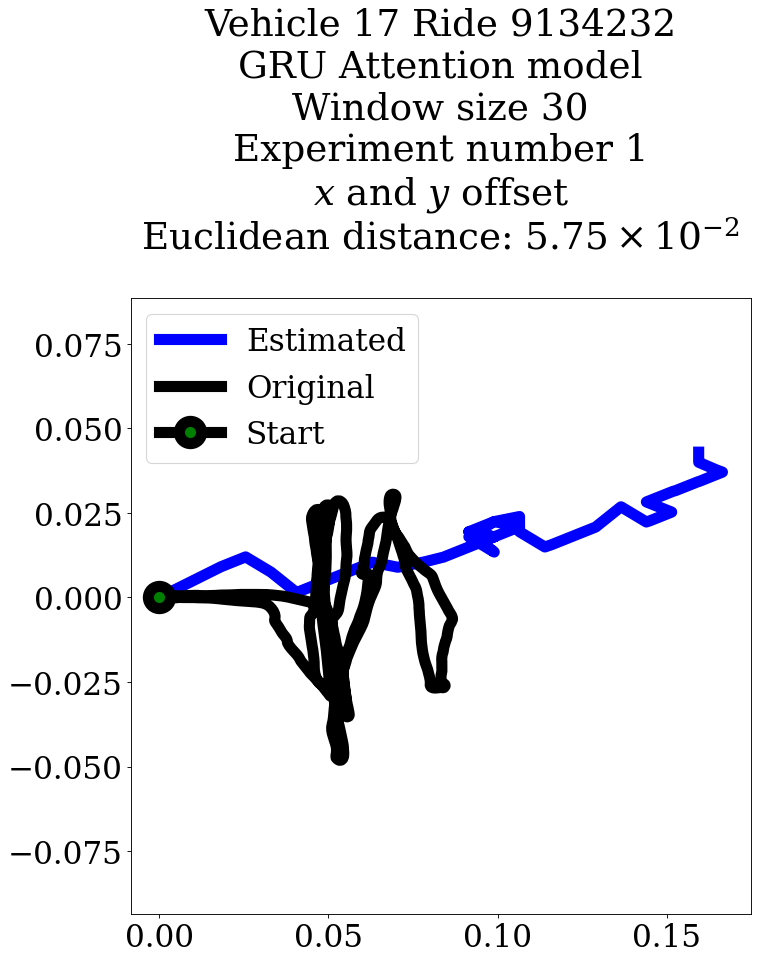 Vehicle 17 Ride 9134232
GRU Attention model
Window size 30
Experiment number 1
x and y offset
Euclidean distance: 5.75 × 10⁻²
Estimated
Original
Start
0.075
0.050
0.025
0.000
−0.025
−0.050
−0.075
0.00 0.05 0.10 0.15